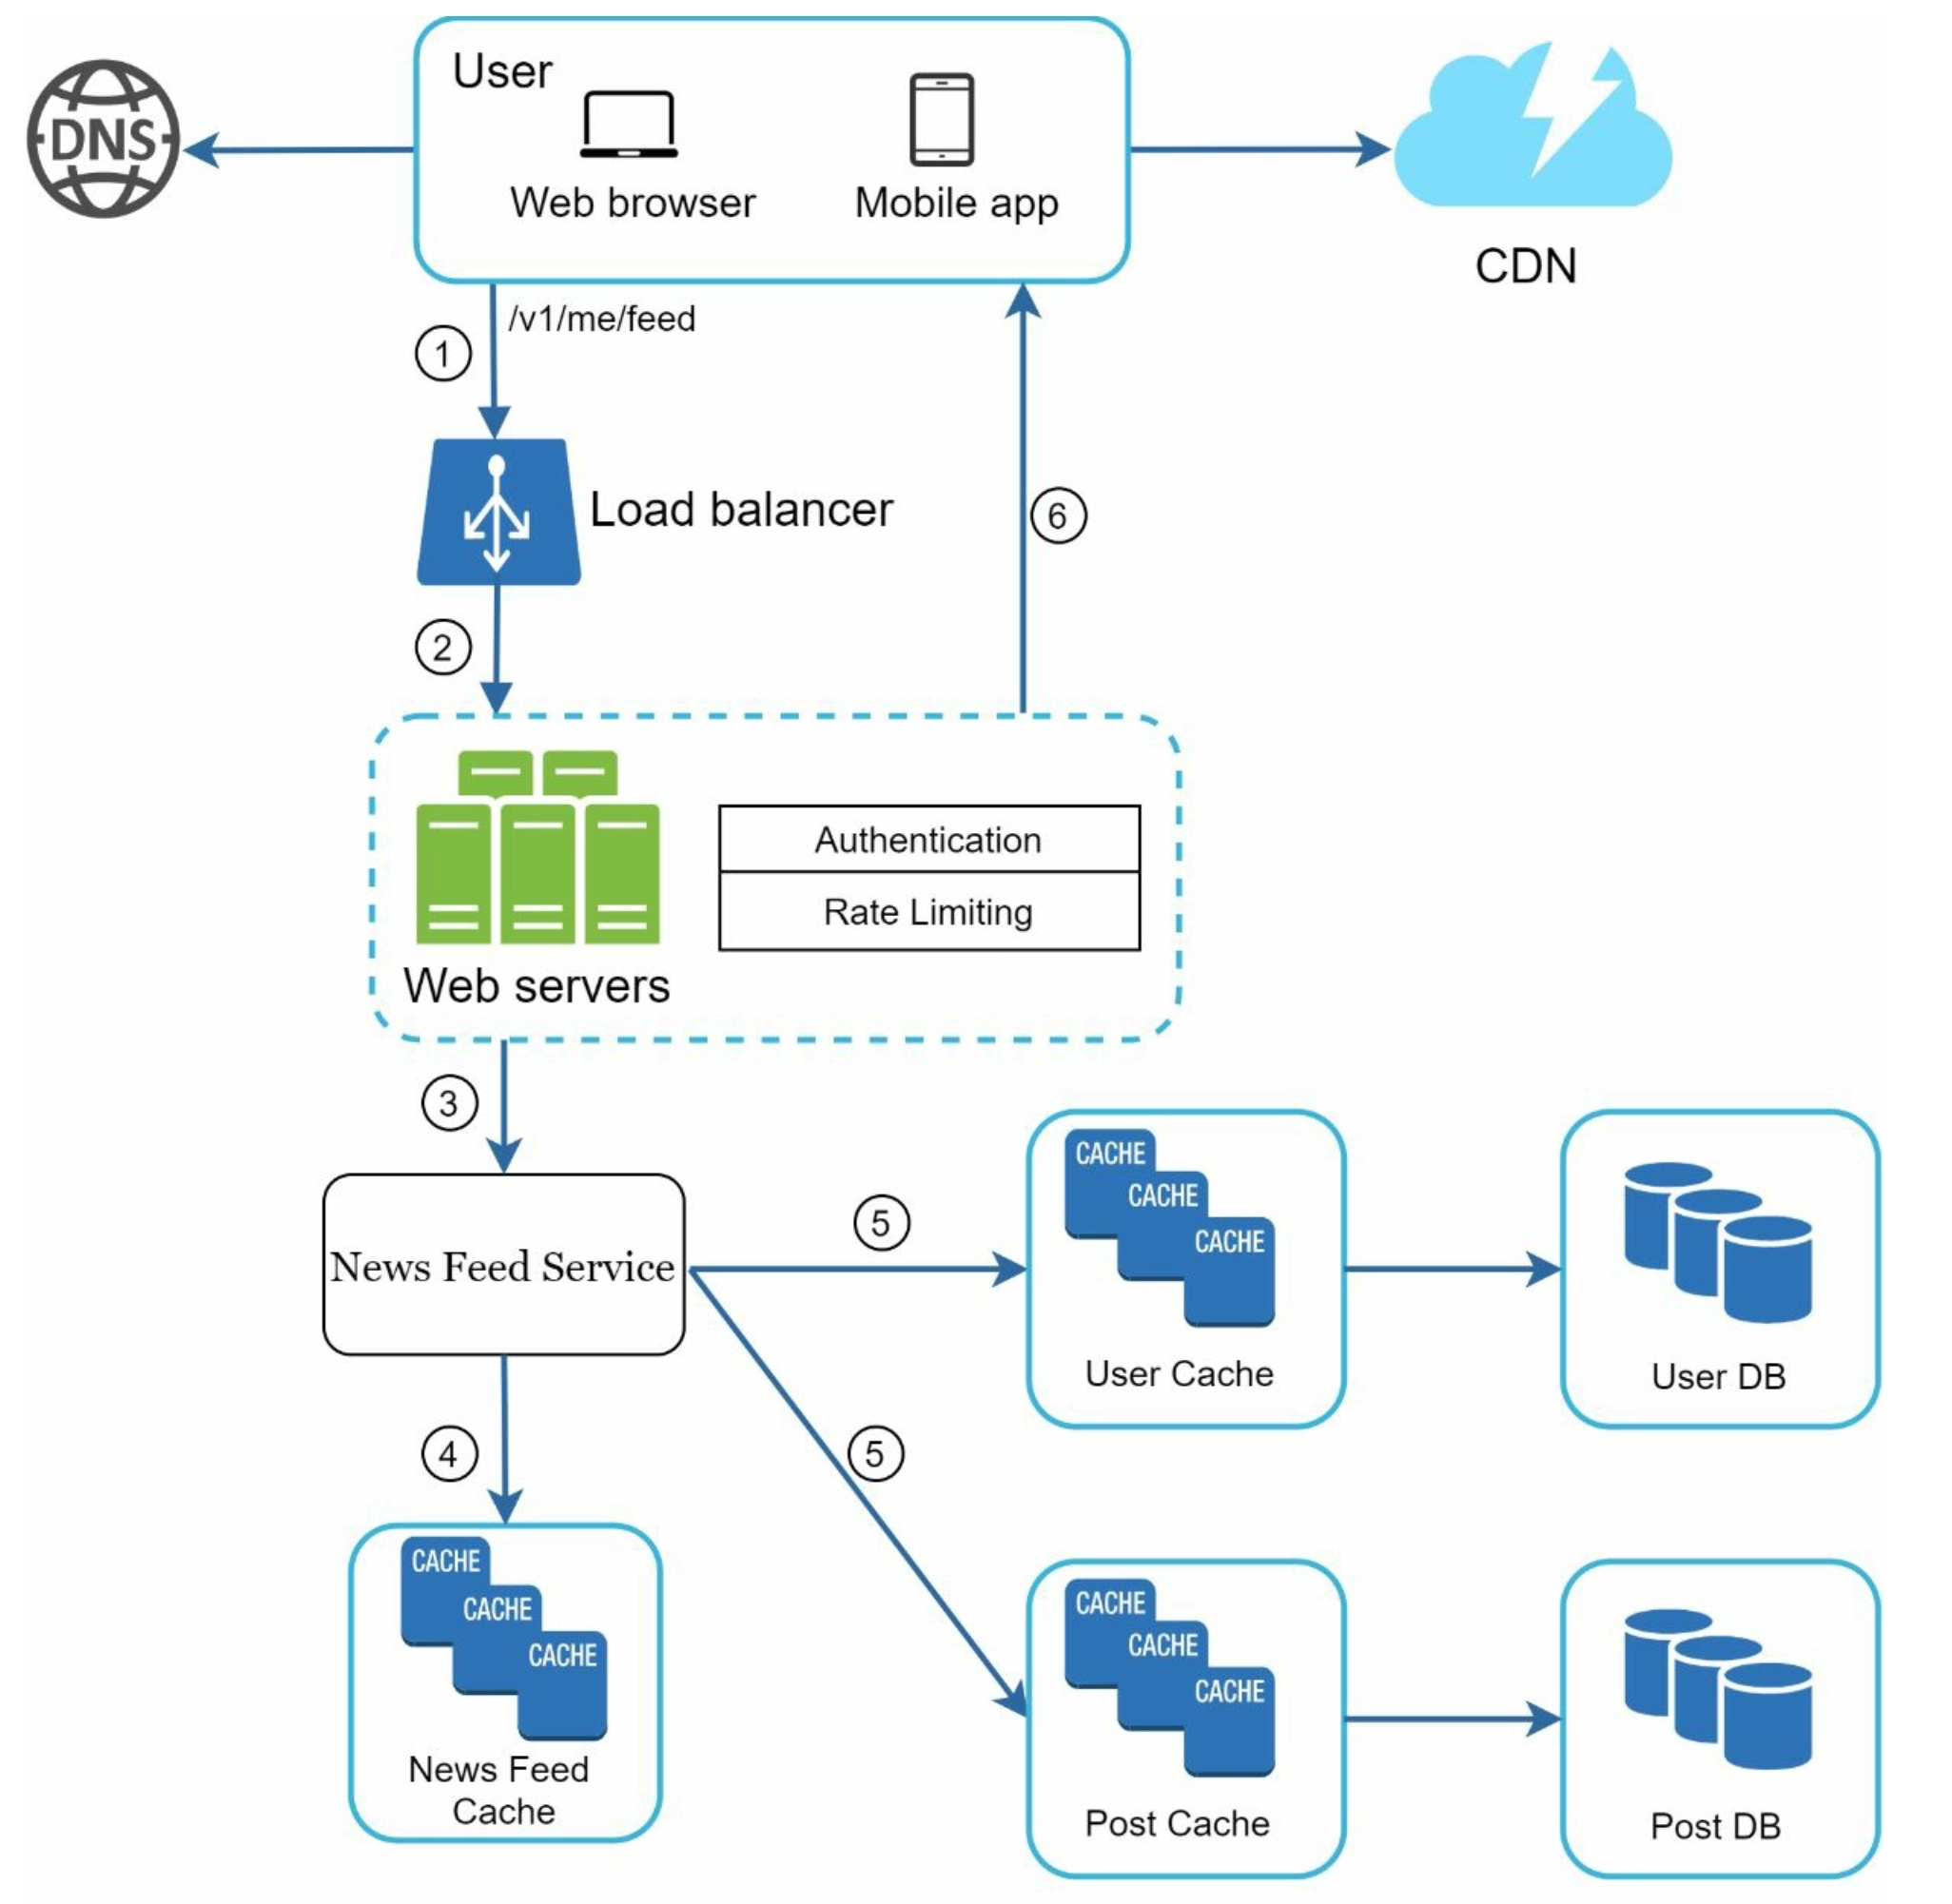 DNS
User
Web browser
Mobile app
CDN
/v1/me/feed
1
Load balancer
6
2
Authentication
Rate Limiting
Web servers
3
News Feed Service
5
CACHE
CACHE
CACHE
User Cache
User DB
4
5
CACHE
CACHE
CACHE
News Feed
Cache
CACHE
CACHE
CACHE
Post Cache
Post DB